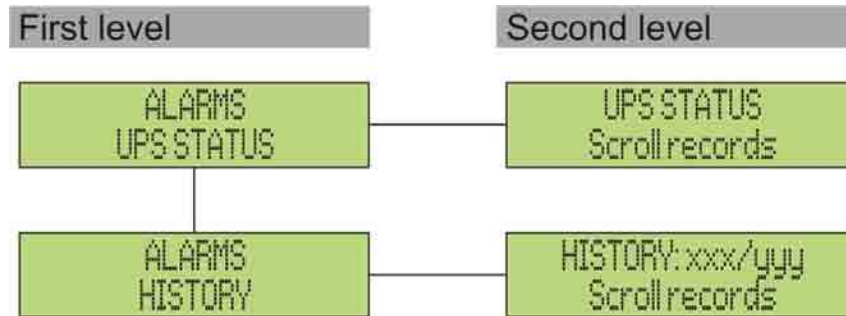 First level
Second level
ALARMS
UPS STATUS
UPS STATUS
Scroll records
ALARMS
HISTORY
HISTORY: xxx/yyy
Scroll records